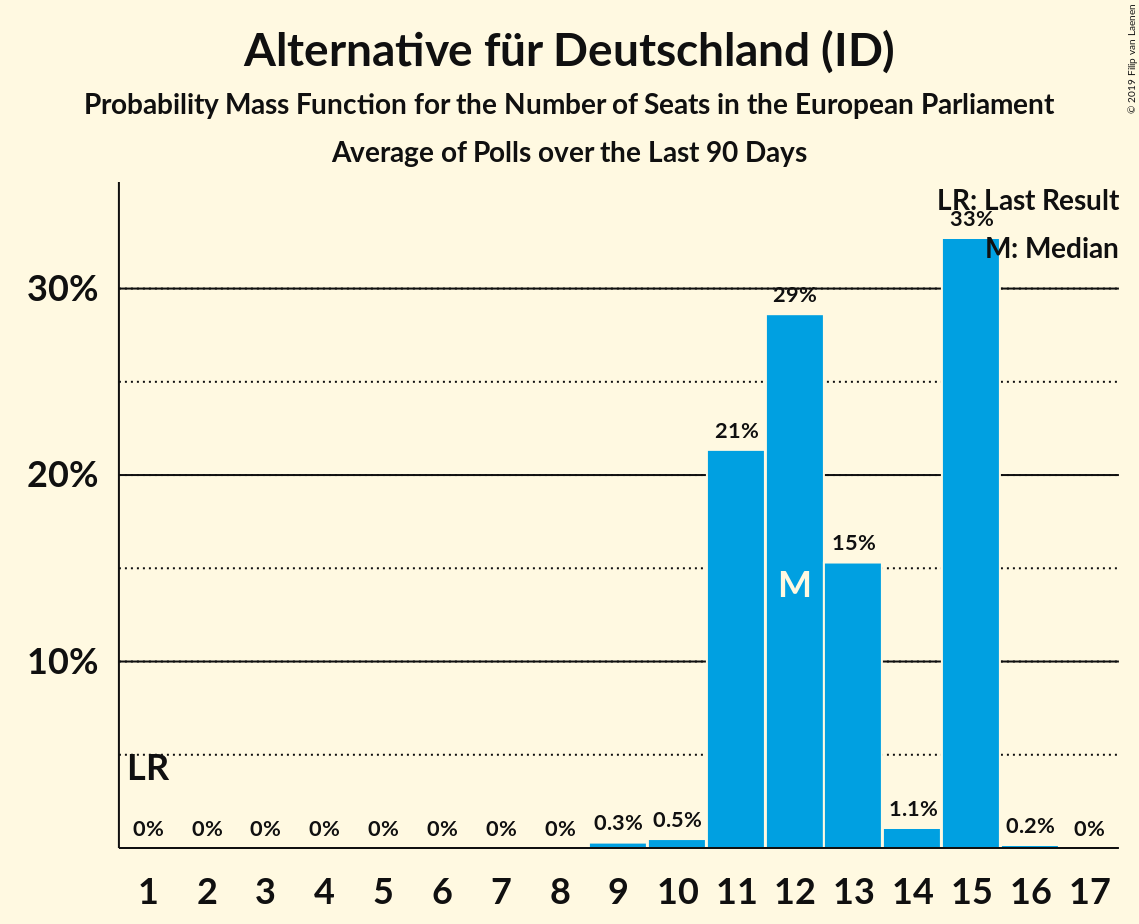 Alternative für Deutschland (ID)
Probability Mass Function for the Number of Seats in the European Parliament
Average of Polls over the Last 90 Days
© 2019 Filip van Laenen
LR: Last Result
M: Median
33%
30%
29%
21%
20%
15%
M
10%
LR
0% 0% 0% 0% 0% 0% 0% 0% 0.3% 0.5% 1.1% 0.2% 0%
1 2 3 4 5 6 7 8 9 10 11 12 13 14 15 16 17